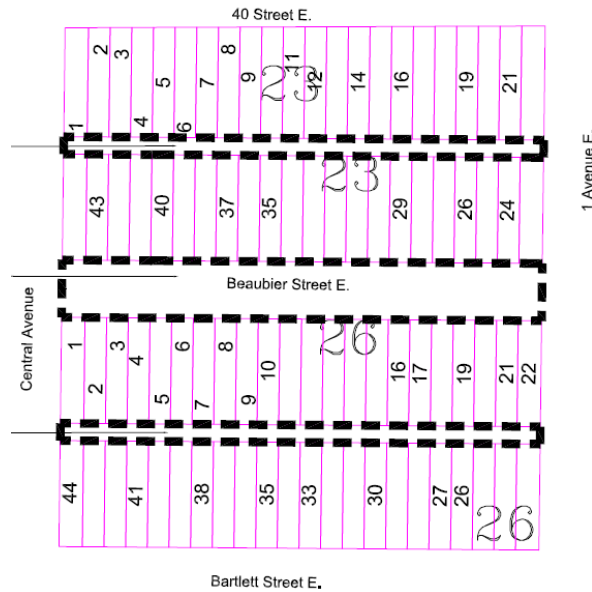 40 Street E.
1 2 3 4 5 6 7 8 9 11 12 14 16 19 21
23
23
43 40 37 35 29 26 24
1 Avenue E.
Beaubier Street E.
Central Avenue
1 2 3 4 5 6 7 8 9 10 16 17 19 21 22
26
44 41 38 35 33 30 27 26
26
Bartlett Street E.